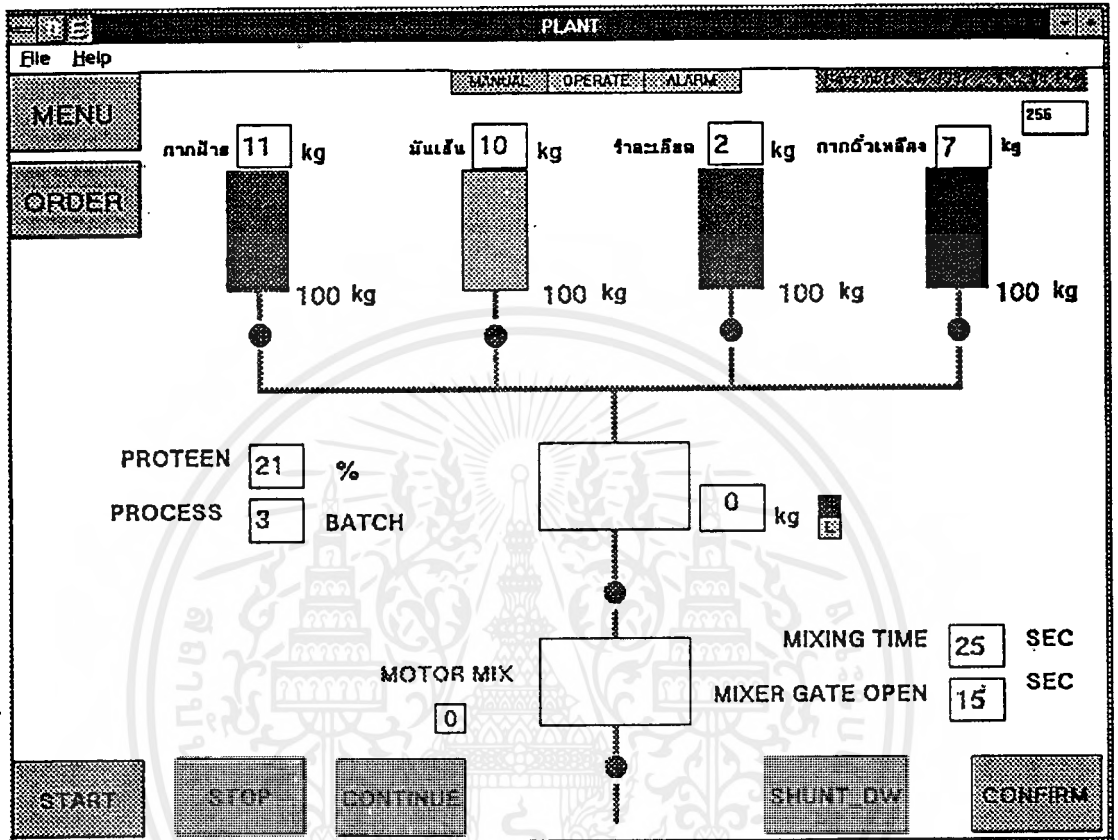 PLANT
File Help
MANUAL OPERATE ALARM
MENU
256
กากฝ้าย 11 kg
มันเส้น 10 kg
รำละเอียด 2 kg
กากถั่วเหลือง 7 kg
ORDER
100 kg
100 kg
100 kg
100 kg
PROTEEN 21 %
PROCESS 3 BATCH
0 kg
MIXING TIME 25 SEC
MOTOR MIX
MIXER GATE OPEN 15 SEC
0
START
STOP
CONTINUE
SHUNT_DW
CONFIRM